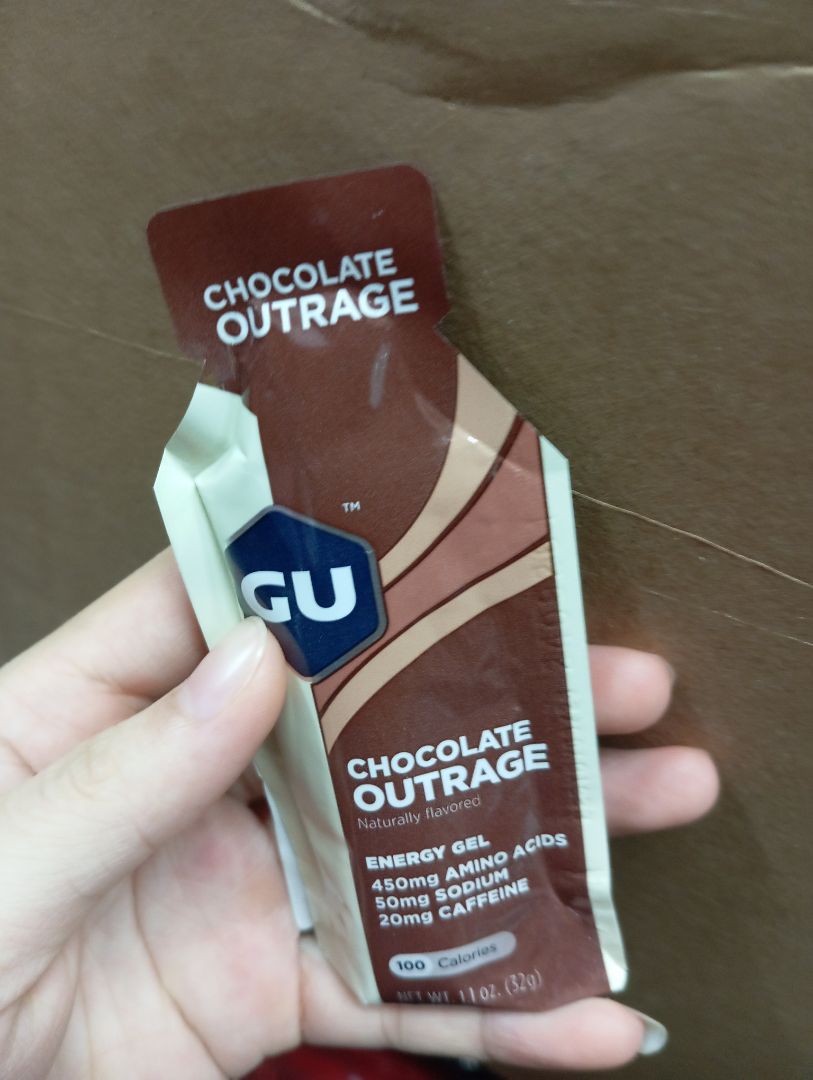 CHOCOLATE
OUTRAGE
TM
GU
CHOCOLATE
OUTRAGE
Naturally flavored
ENERGY GEL
450mg AMINO ACIDS
50mg SODIUM
20mg CAFFEINE
100 Calories
NET WT. 1.1 OZ. (32g)